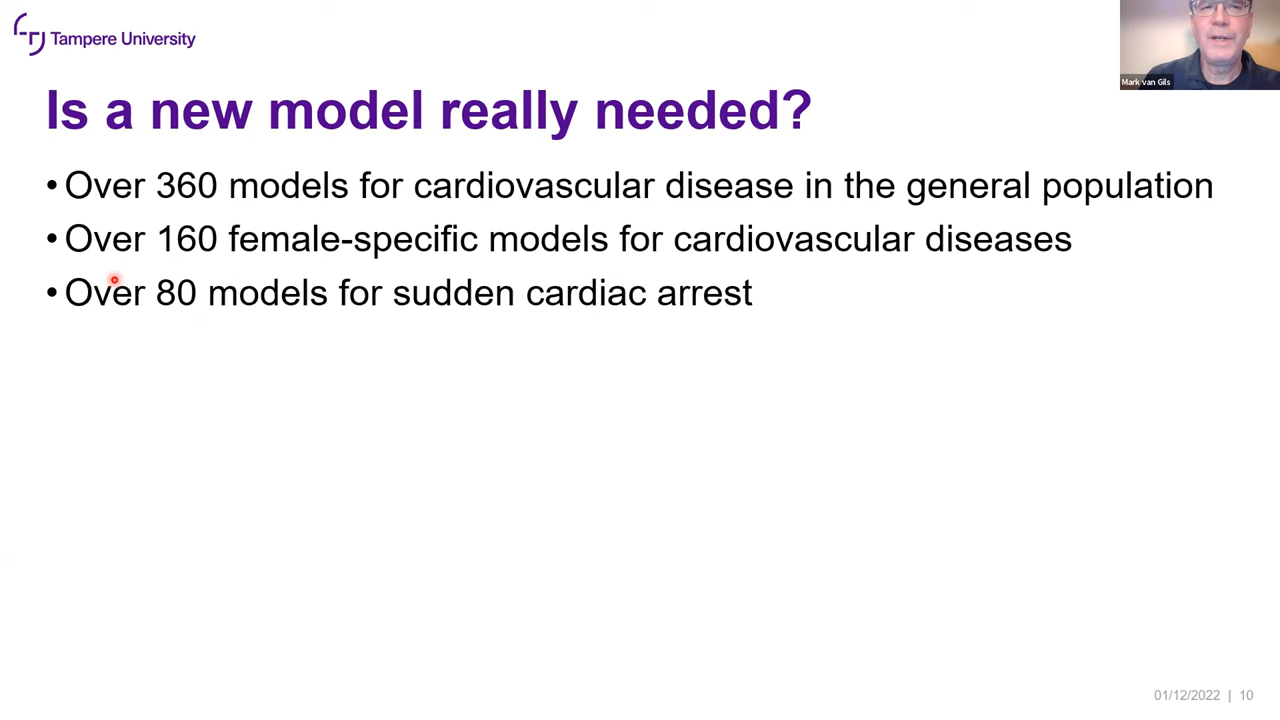 Tampere University
Mark van Gils
Is a new model really needed?
• Over 360 models for cardiovascular disease in the general population
• Over 160 female-specific models for cardiovascular diseases
• Over 80 models for sudden cardiac arrest
01/12/2022 | 10